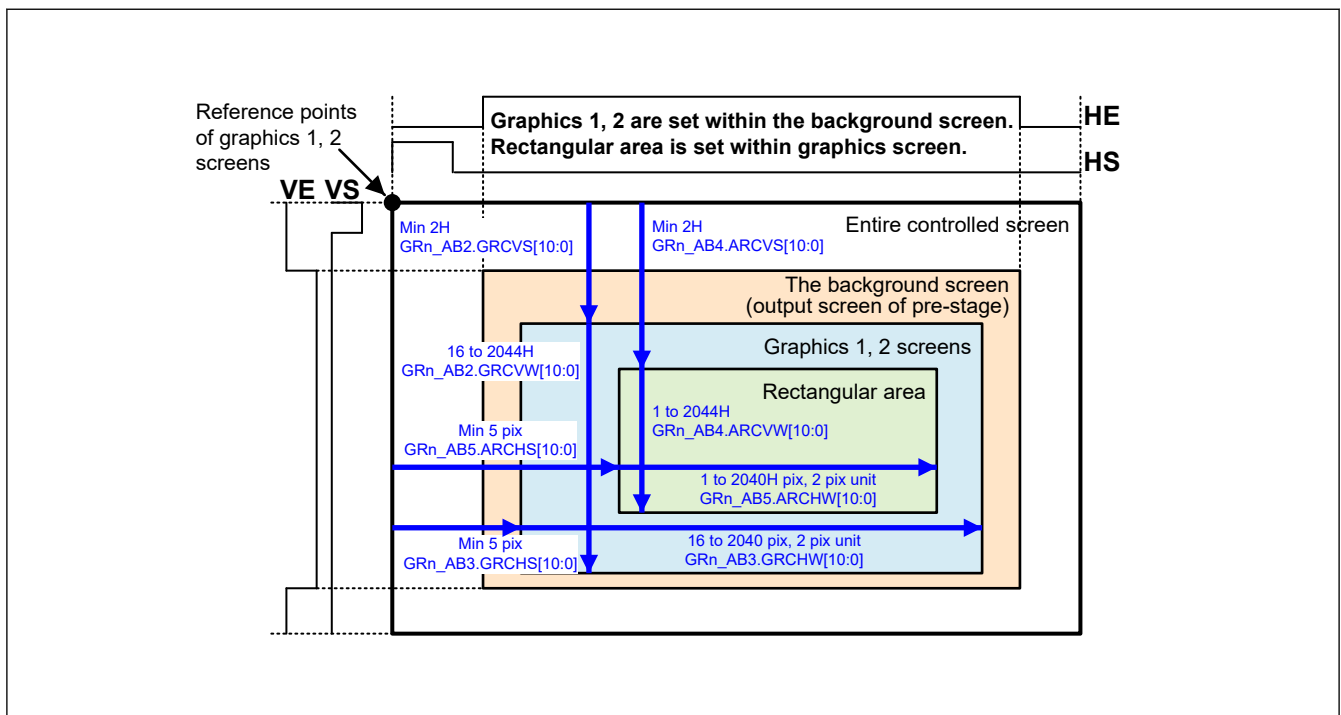 Reference points
of graphics 1, 2
screens
Graphics 1, 2 are set within the background screen.
Rectangular area is set within graphics screen.
HE
HS
VE VS
Min 2H
GRn_AB2.GRCVS[10:0]
Min 2H
GRn_AB4.ARCVS[10:0]
Entire controlled screen
The background screen
(output screen of pre-stage)
16 to 2044H
GRn_AB2.GRCVW[10:0]
Graphics 1, 2 screens
Rectangular area
1 to 2044H
GRn_AB4.ARCVW[10:0]
Min 5 pix
GRn_AB5.ARCHS[10:0]
1 to 2040H pix, 2 pix unit
GRn_AB5.ARCHW[10:0]
Min 5 pix
GRn_AB3.GRCHS[10:0]
16 to 2040 pix, 2 pix unit
GRn_AB3.GRCHW[10:0]